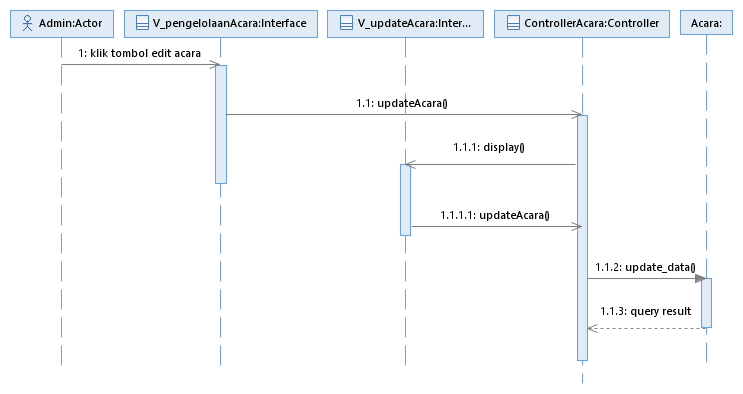 Admin:Actor
V_pengelolaanAcara:Interface
V_updateAcara:Inter...
ControllerAcara:Controller
Acara:
1: klik tombol edit acara
1.1: updateAcara()
1.1.1: display()
1.1.1.1: updateAcara()
1.1.2: update_data()
1.1.3: query result